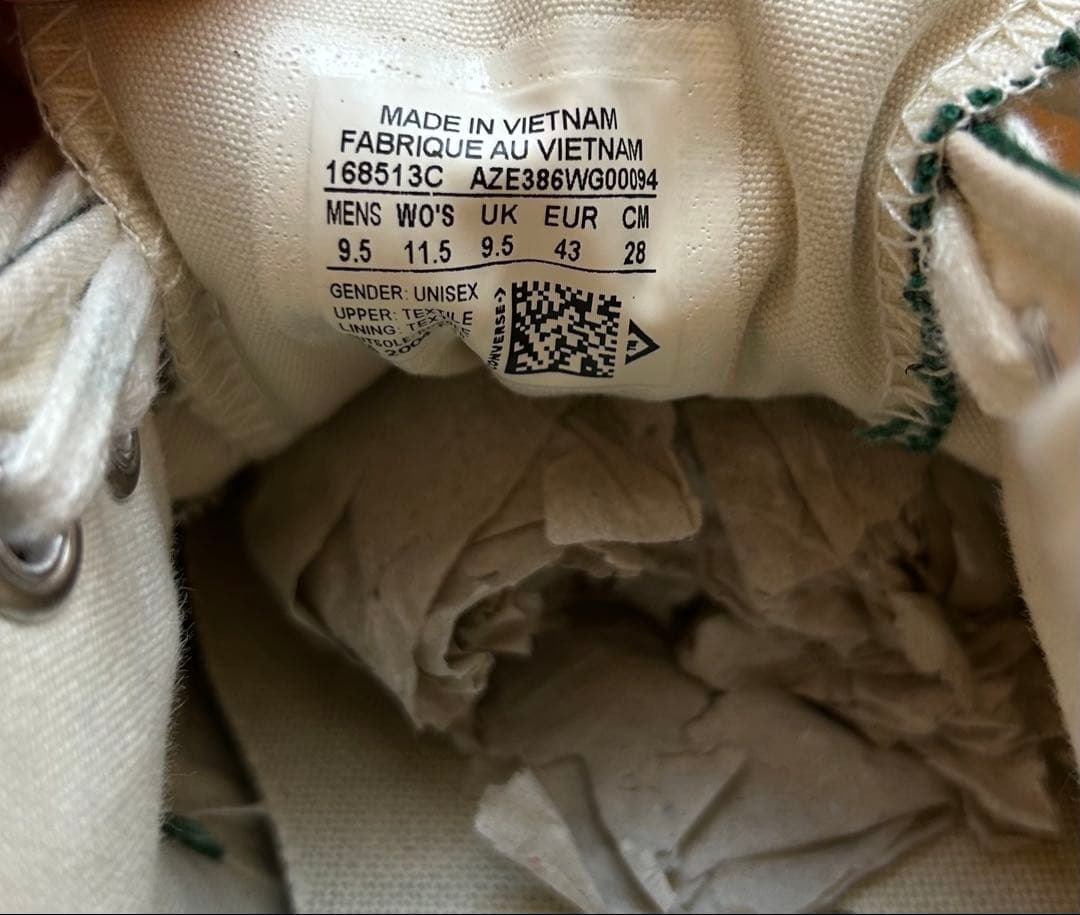 MADE IN VIETNAM
FABRIQUE AU VIETNAM
168513C AZE386WG00094
MENS WO'S UK EUR CM
9.5 11.5 9.5 43 28
GENDER: UNISEX
UPPER: TEXTILE
LINING:
CONVERSE